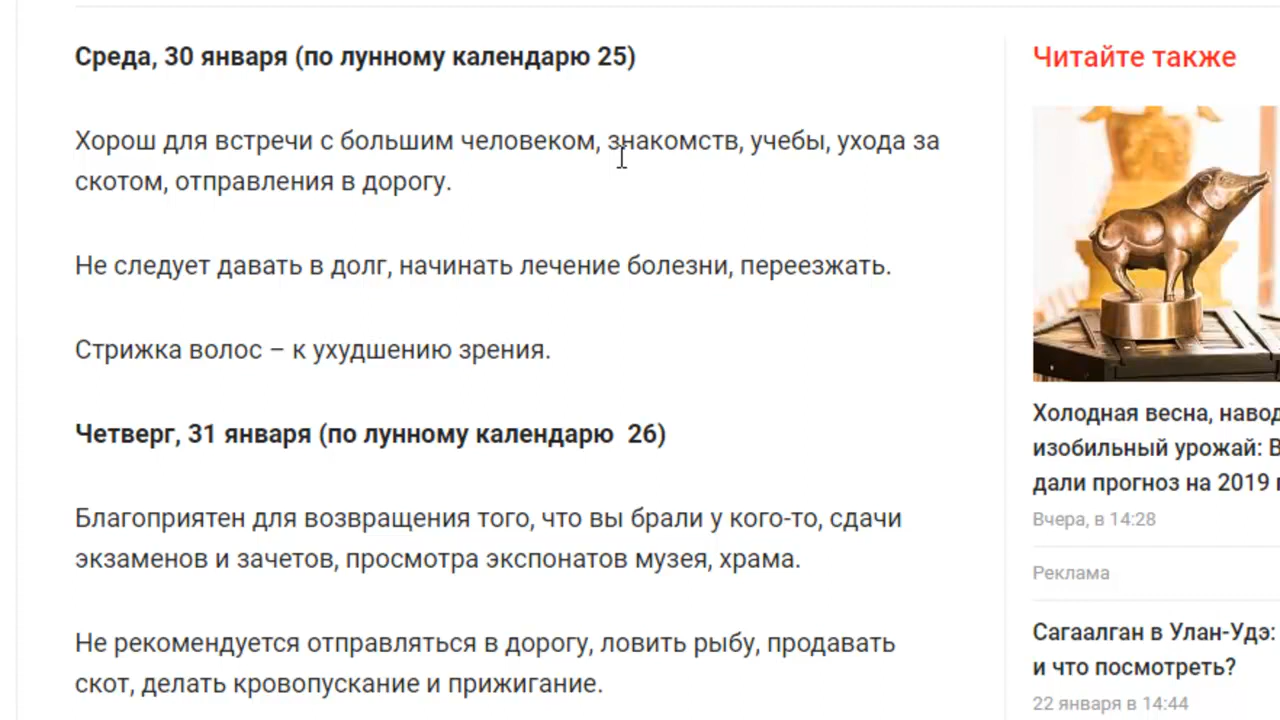 Среда, 30 января (по лунному календарю 25)
Хорош для встречи с большим человеком, знакомств, учебы, ухода за
скотом, отправления в дорогу.
Не следует давать в долг, начинать лечение болезни, переезжать.
Стрижка волос – к ухудшению зрения.
Четверг, 31 января (по лунному календарю  26)
Благоприятен для возвращения того, что вы брали у кого-то, сдачи
экзаменов и зачетов, просмотра экспонатов музея, храма.
Не рекомендуется отправляться в дорогу, ловить рыбу, продавать
скот, делать кровопускание и прижигание.
Читайте также
Холодная весна, 
изобильный урожай: 
дали прогноз на 2019
Вчера, в 14:28
Реклама
Сагаалган в Улан-Удэ:
и что посмотреть?
22 января в 14:44